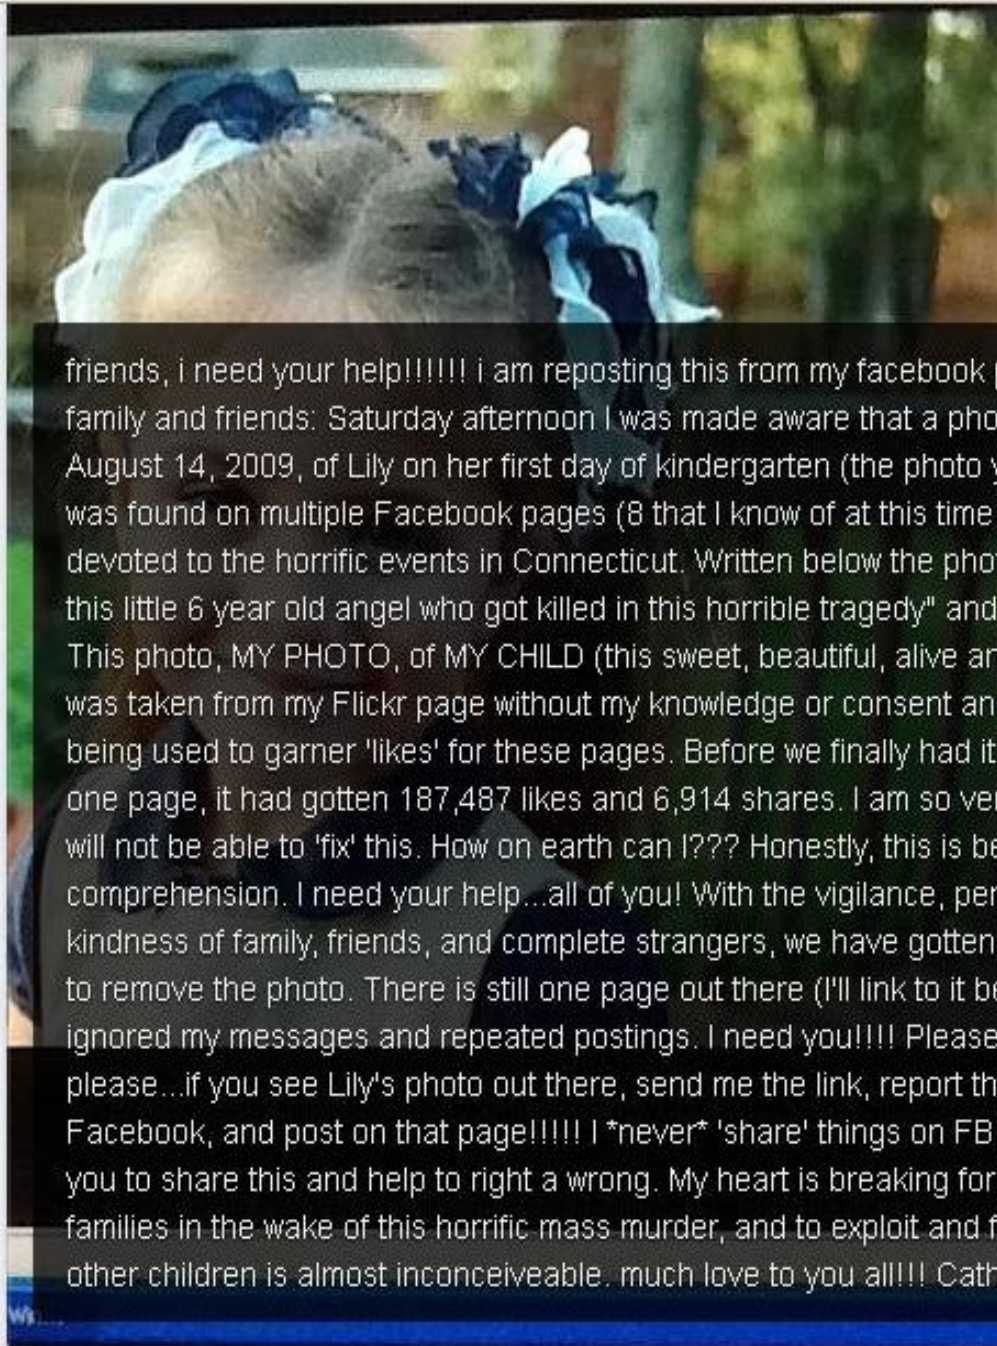 friends, i need your help!!!!!! i am reposting this from my facebook
family and friends: Saturday afternoon I was made aware that a pho
August 14, 2009, of Lily on her first day of kindergarten (the photo
was found on multiple Facebook pages (8 that I know of at this time
devoted to the horrific events in Connecticut. Written below the pho
this little 6 year old angel who got killed in this horrible tragedy" and
This photo, MY PHOTO, of MY CHILD (this sweet, beautiful, alive an
was taken from my Flickr page without my knowledge or consent an
being used to garner 'likes' for these pages. Before we finally had it
one page, it had gotten 187,487 likes and 6,914 shares. I am so ve
will not be able to 'fix' this. How on earth can I??? Honestly, this is be
comprehension. I need your help...all of you! With the vigilance, per
kindness of family, friends, and complete strangers, we have gotten
to remove the photo. There is still one page out there (I'll link to it be
ignored my messages and repeated postings. I need you!!!! Please
please...if you see Lily's photo out there, send me the link, report th
Facebook, and post on that page!!!!! I *never* 'share' things on FB
you to share this and help to right a wrong. My heart is breaking for
families in the wake of this horrific mass murder, and to exploit and f
other children is almost inconceiveable. much love to you all!!! Cath